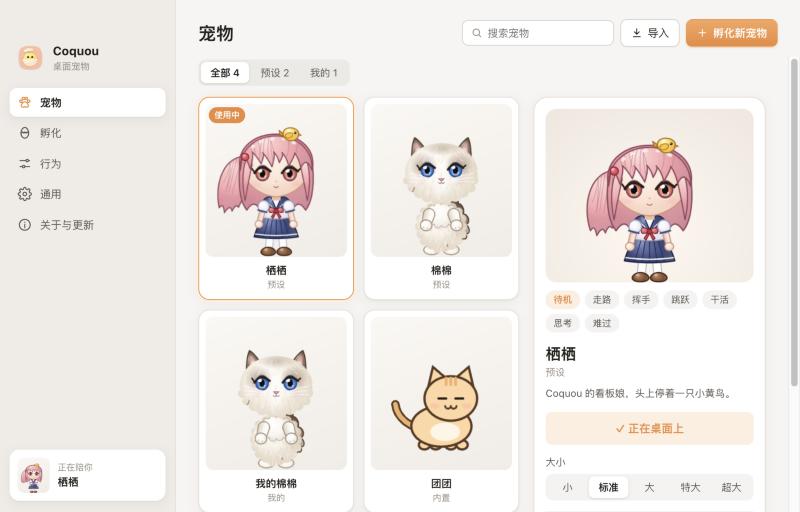 Coquou
桌面宠物
宠物
孵化
行为
通用
关于与更新
正在陪你
栖栖
宠物
搜索宠物
导入
孵化新宠物
全部 4
预设 2
我的 1
使用中
栖栖
预设
棉棉
预设
我的棉棉
我的
团团
内置
待机
走路
挥手
跳跃
干活
思考
难过
栖栖
预设
Coquou 的看板娘，头上停着一只小黄鸟。
✓ 正在桌面上
大小
小
标准
大
特大
超大